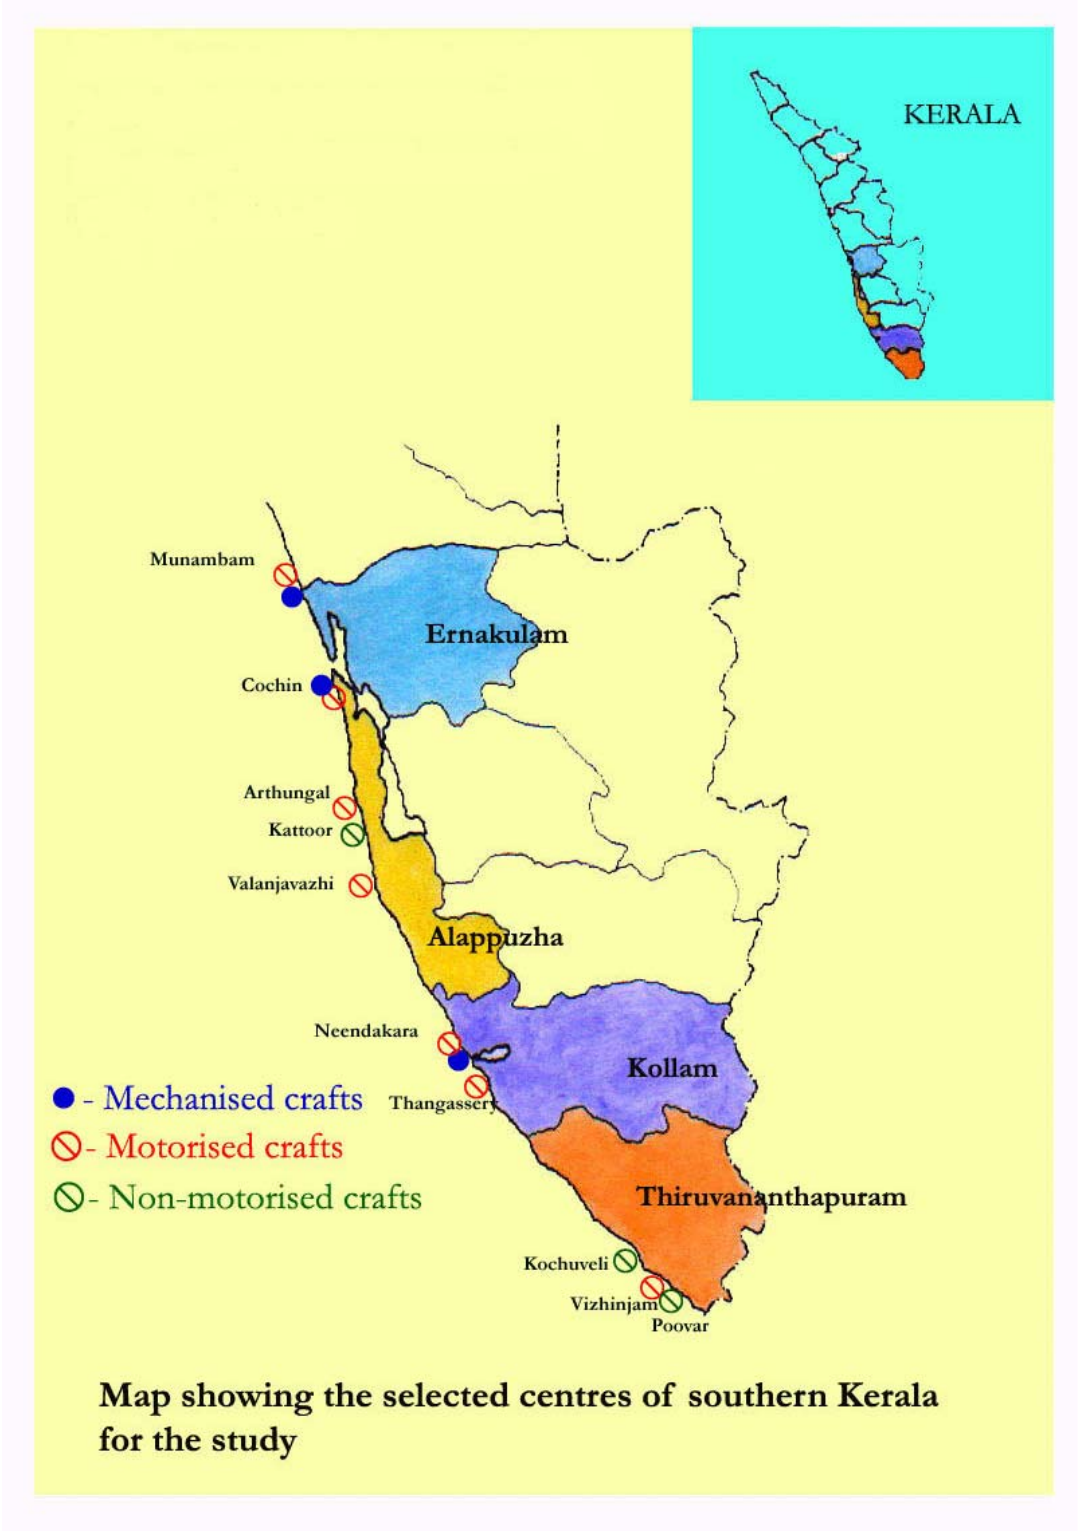 KERALA
Munambam
Ernakulam
Cochin
Arthungal
Kattoor
Valanjavazhi
Alappuzha
Neendakara
Kollam
- Mechanised crafts
Thangassery
- Motorised crafts
- Non-motorised crafts
Thiruvananthapuram
Kochuveli
Vizhinjam
Poovar
Map showing the selected centres of southern Kerala
for the study